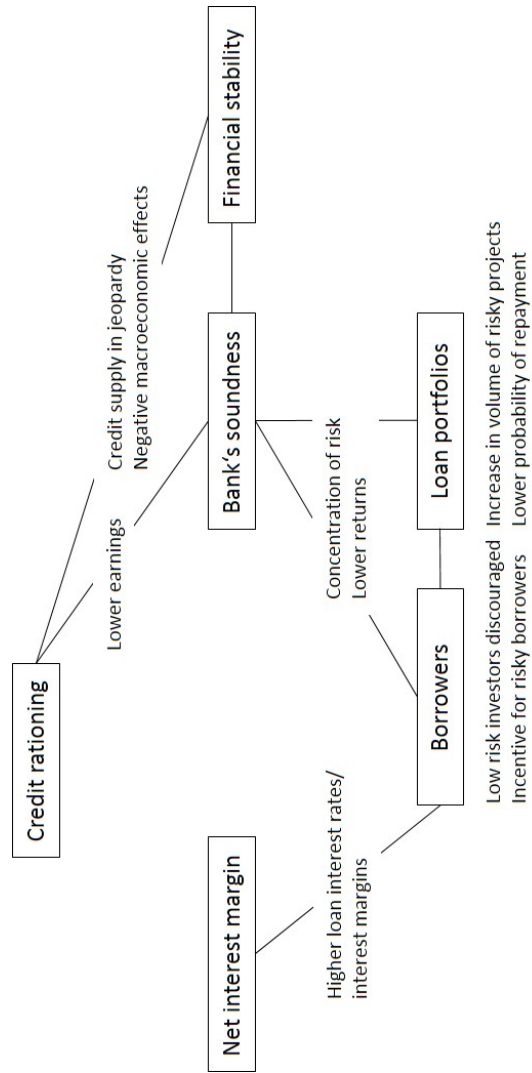 Credit rationing
Lower earnings
Credit supply in jeopardy
Negative macroeconomic effects
Net interest margin
Bank's soundness
Financial stability
Higher loan interest rates/
interest margins
Concentration of risk
Lower returns
Borrowers
Loan portfolios
Low risk investors discouraged
Incentive for risky borrowers
Increase in volume of risky projects
Lower probability of repayment